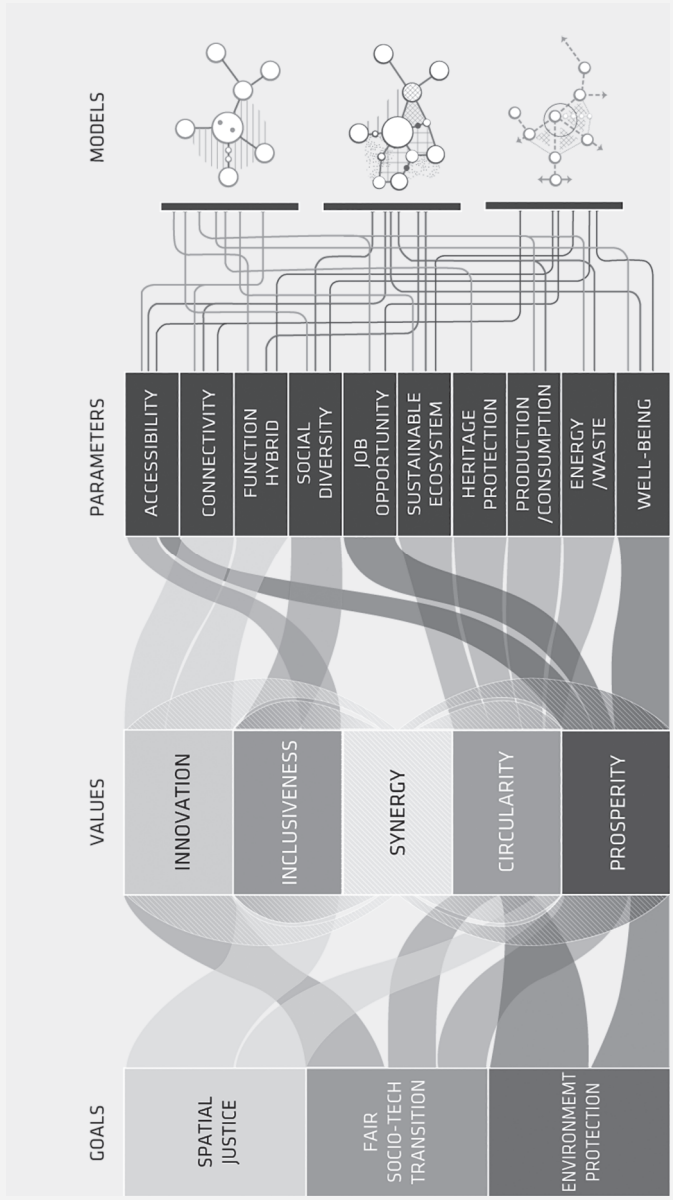 MODELS
PARAMETERS
ACCESSIBILITY
CONNECTIVITY
FUNCTION
HYBRID
SOCIAL
DIVERSITY
JOB
OPPORTUNITY
SUSTAINABLE
ECOSYSTEM
HERITAGE
PROTECTION
PRODUCTION
/CONSUMPTION
ENERGY
/WASTE
WELL-BEING
VALUES
INNOVATION
INCLUSIVENESS
SYNERGY
CIRCULARITY
PROSPERITY
GOALS
SPATIAL
JUSTICE
FAIR
SOCIO-TECH
TRANSITION
ENVIRONMEMT
PROTECTION